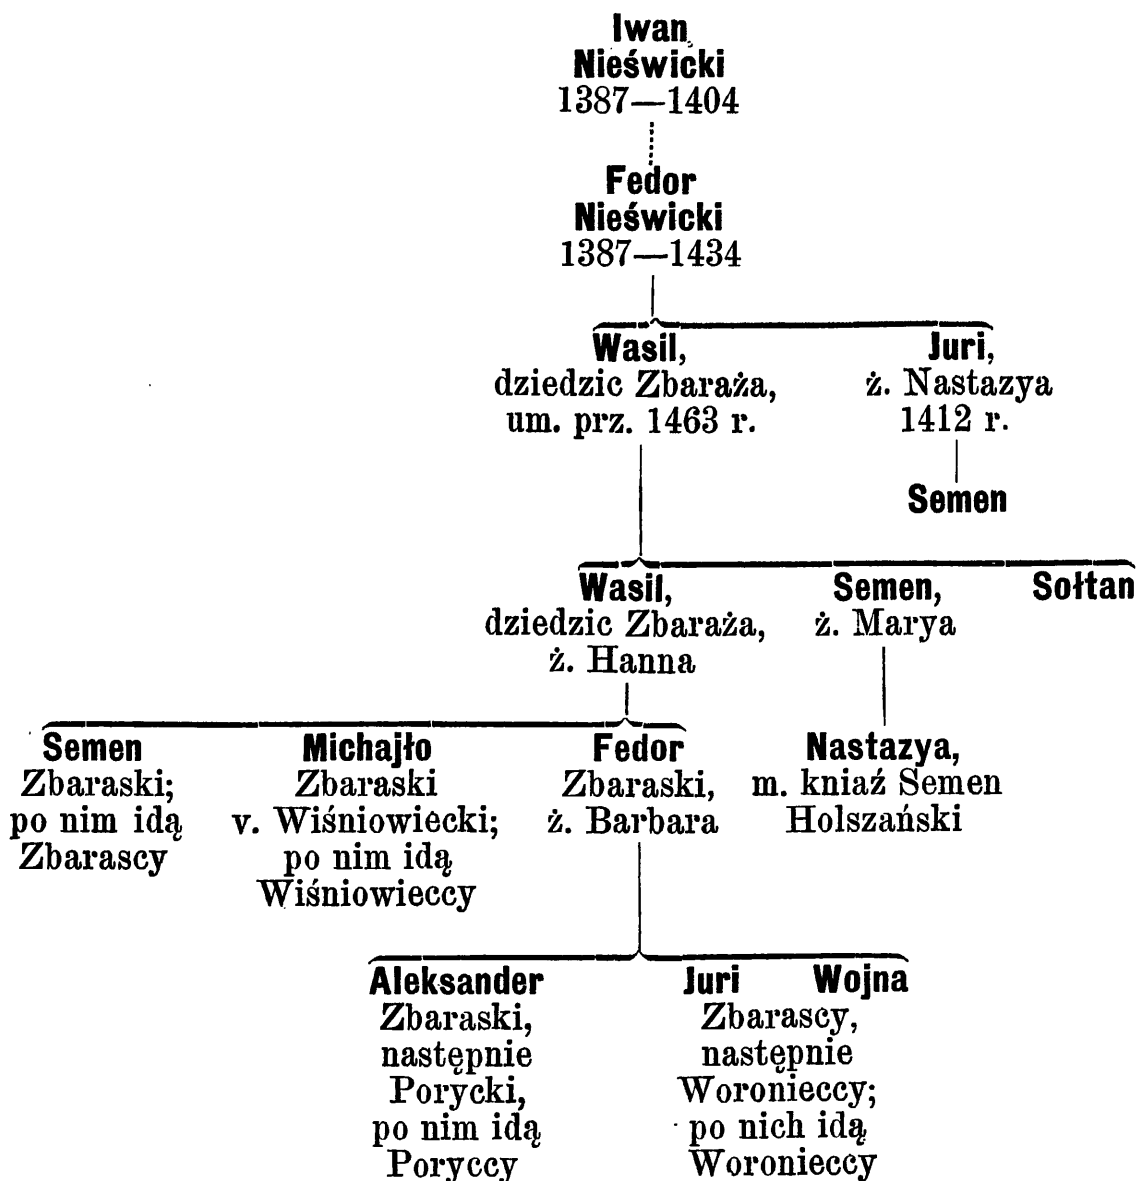 Iwan
Nieświcki
1387—1404
Fedor
Nieświcki
1387—1434
Wasil,
dziedzic Zbaraża,
um. prz. 1463 r.
Juri,
ż. Nastazya
1412 r.
Semen
Wasil,
dziedzic Zbaraża,
ż. Hanna
Semen,
ż. Marya
Sołtan
Semen
Zbaraski;
po nim idą
Zbarascy
Michajło
Zbaraski
v. Wiśniowiecki;
po nim idą
Wiśniowieccy
Fedor
Zbaraski,
ż. Barbara
Nastazya,
m. kniaź Semen
Holszański
Aleksander
Zbaraski,
następnie
Porycki,
po nim idą
Poryccy
Juri Wojna
Zbarascy,
następnie
Woronieccy;
po nich idą
Woronieccy